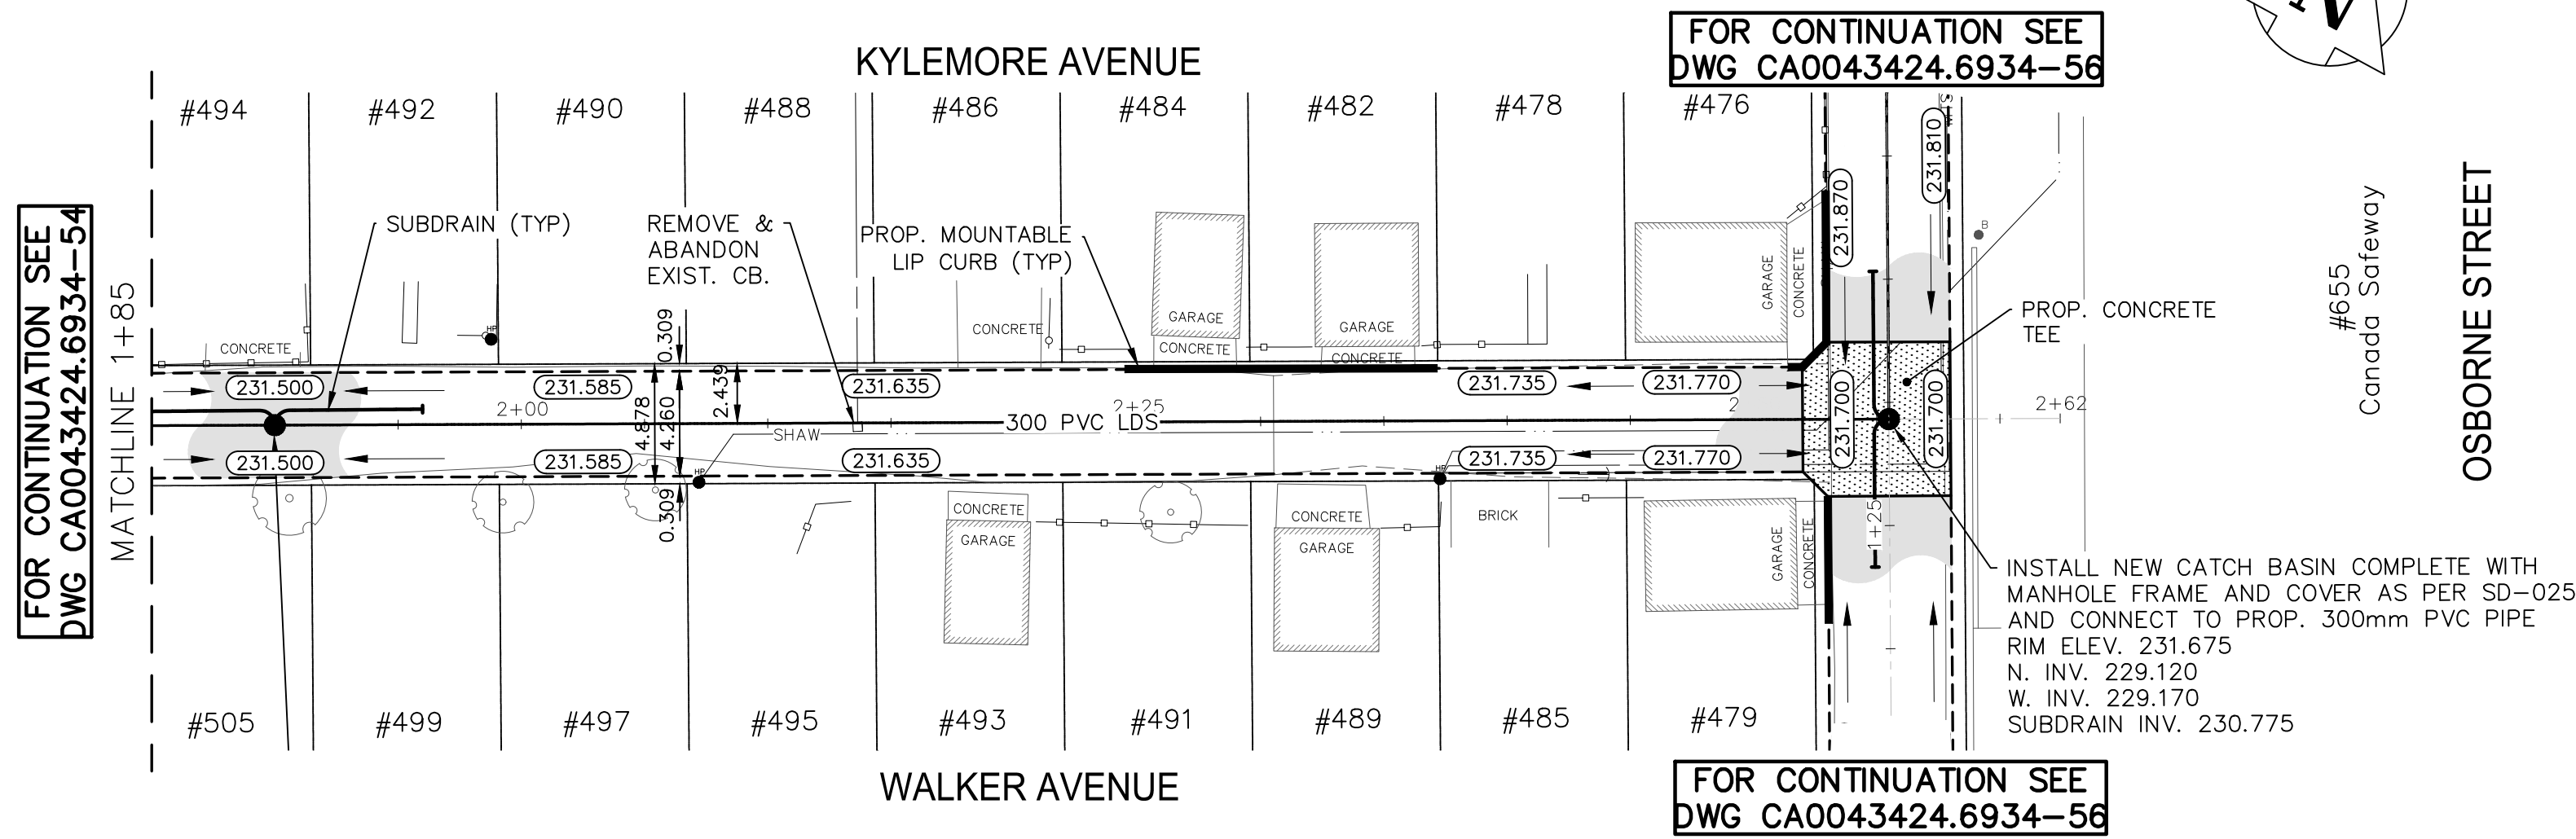 KYLEMORE AVENUE
FOR CONTINUATION SEE
DWG CA0043424.6934-56
N
#494
#492
#490
#488
#486
#484
#482
#478
#476
FOR CONTINUATION SEE
DWG CA0043424.6934-54
MATCHLINE 1+85
SUBDRAIN (TYP)
REMOVE &
ABANDON
EXIST. CB.
PROP. MOUNTABLE
LIP CURB (TYP)
CONCRETE
HP
CONCRETE
GARAGE
CONCRETE
GARAGE
CONCRETE
GARAGE
CONCRETE
231.870
231.810
B
PROP. CONCRETE
TEE
#655
Canada Safeway
OSBORNE STREET
0.309
4.878
4.260
2.439
0.309
231.500
231.585
231.635
231.735
231.770
2+00
2+25
2
2+62
300 PVC LDS
SHAW
231.500
231.585
231.635
231.735
231.770
231.700
231.700
HP
HP
CONCRETE
GARAGE
CONCRETE
GARAGE
BRICK
GARAGE
CONCRETE
1+25
INSTALL NEW CATCH BASIN COMPLETE WITH
MANHOLE FRAME AND COVER AS PER SD-025
AND CONNECT TO PROP. 300mm PVC PIPE
RIM ELEV. 231.675
N. INV. 229.120
W. INV. 229.170
SUBDRAIN INV. 230.775
#505
#499
#497
#495
#493
#491
#489
#485
#479
WALKER AVENUE
FOR CONTINUATION SEE
DWG CA0043424.6934-56